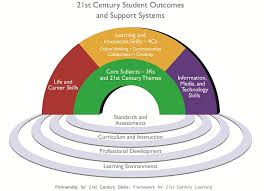 21st Century Student Outcomes
and Support Systems
Learning and
Innovation Skills – 4Cs
Critical thinking • Communication
Collaboration • Creativity
Core Subjects – 3Rs
and 21st Century Themes
Life and
Career Skills
Information,
Media, and
Technology
Skills
Standards and
Assessments
Curriculum and Instruction
Professional Development
Learning Environments
Partnership for 21st Century Skills: Framework for 21st Century Learning